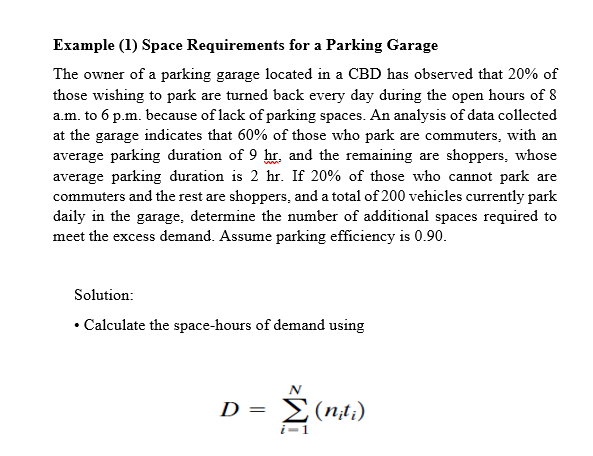 Example (1) Space Requirements for a Parking Garage
The owner of a parking garage located in a CBD has observed that 20% of
those wishing to park are turned back every day during the open hours of 8
a.m. to 6 p.m. because of lack of parking spaces. An analysis of data collected
at the garage indicates that 60% of those who park are commuters, with an
average parking duration of 9 hr, and the remaining are shoppers, whose
average parking duration is 2 hr. If 20% of those who cannot park are
commuters and the rest are shoppers, and a total of 200 vehicles currently park
daily in the garage, determine the number of additional spaces required to
meet the excess demand. Assume parking efficiency is 0.90.
Solution:
• Calculate the space-hours of demand using
N
D = ∑ (nᵢtᵢ)
i=1